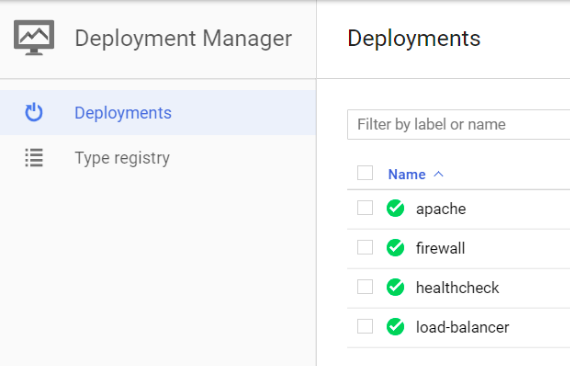 Deployment Manager
Deployments
Type registry
Deployments
Filter by label or name
Name
apache
firewall
healthcheck
load-balancer